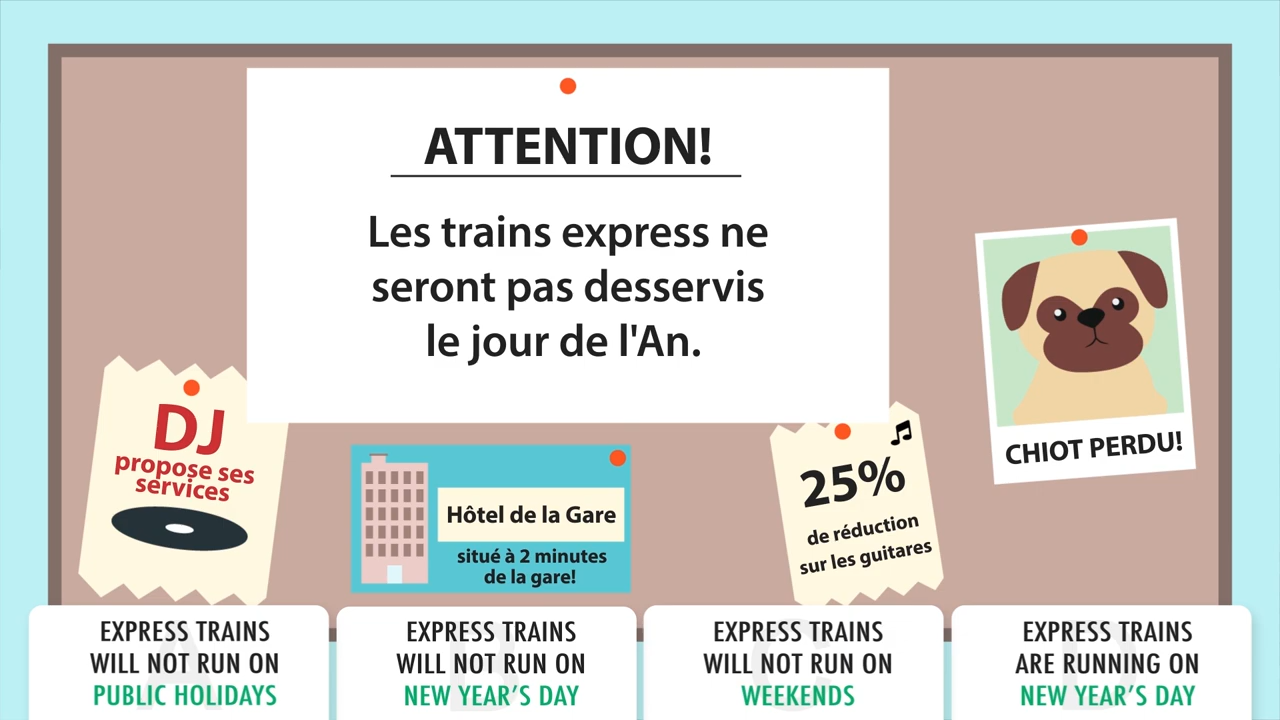 ATTENTION!
Les trains express ne
seront pas desservis
le jour de l'An.
DJ
propose ses
services
Hôtel de la Gare
situé à 2 minutes
de la gare!
25%
de réduction
sur les guitares
CHIOT PERDU!
A
EXPRESS TRAINS
WILL NOT RUN ON
PUBLIC HOLIDAYS
B
EXPRESS TRAINS
WILL NOT RUN ON
NEW YEAR'S DAY
C
EXPRESS TRAINS
WILL NOT RUN ON
WEEKENDS
D
EXPRESS TRAINS
ARE RUNNING ON
NEW YEAR'S DAY